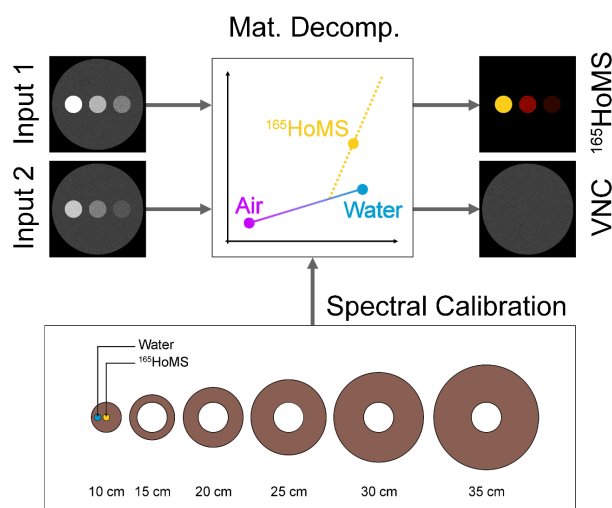 Mat. Decomp.
Input 1
Input 2
¹⁶⁵HoMS
Air
Water
¹⁶⁵HoMS
VNC
Spectral Calibration
Water
¹⁶⁵HoMS
10 cm 15 cm 20 cm 25 cm 30 cm 35 cm